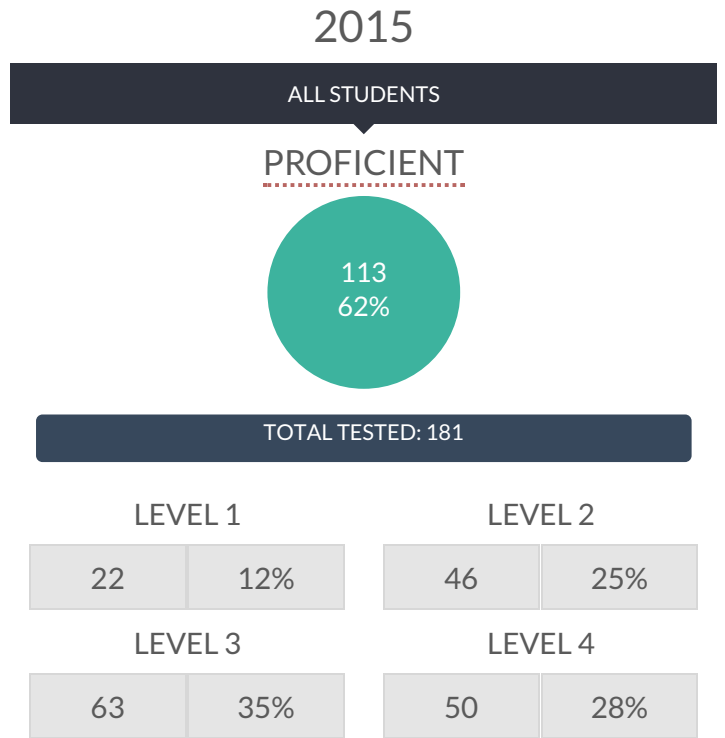 2015
ALL STUDENTS
PROFICIENT
113
62%
TOTAL TESTED: 181
LEVEL 1
22 12%
LEVEL 2
46 25%
LEVEL 3
63 35%
LEVEL 4
50 28%